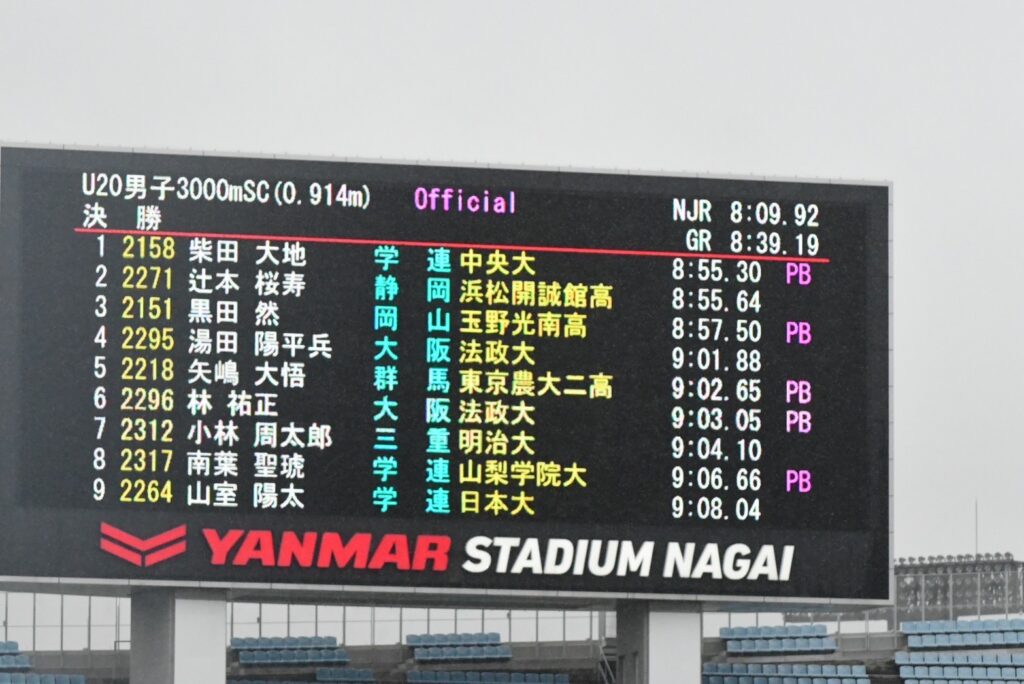 U20男子3000mSC(0.914m) Official NJR 8:09.92
決 勝 GR 8:39.19
1 2158 柴田 大地 学 連 中央大 8:55.30 PB
2 2271 辻本 桜寿 静 岡 浜松開誠館高 8:55.64
3 2151 黒田 然 岡 山 玉野光南高 8:57.50 PB
4 2295 湯田 陽平兵 大 阪 法政大 9:01.88
5 2218 矢嶋 大悟 群 馬 東京農大二高 9:02.65 PB
6 2296 林 祐正 大 阪 法政大 9:03.05 PB
7 2312 小林 周太郎 三 重 明治大 9:04.10
8 2317 南葉 聖琥 学 連 山梨学院大 9:06.66 PB
9 2264 山室 陽太 学 連 日本大 9:08.04
YANMAR STADIUM NAGAI